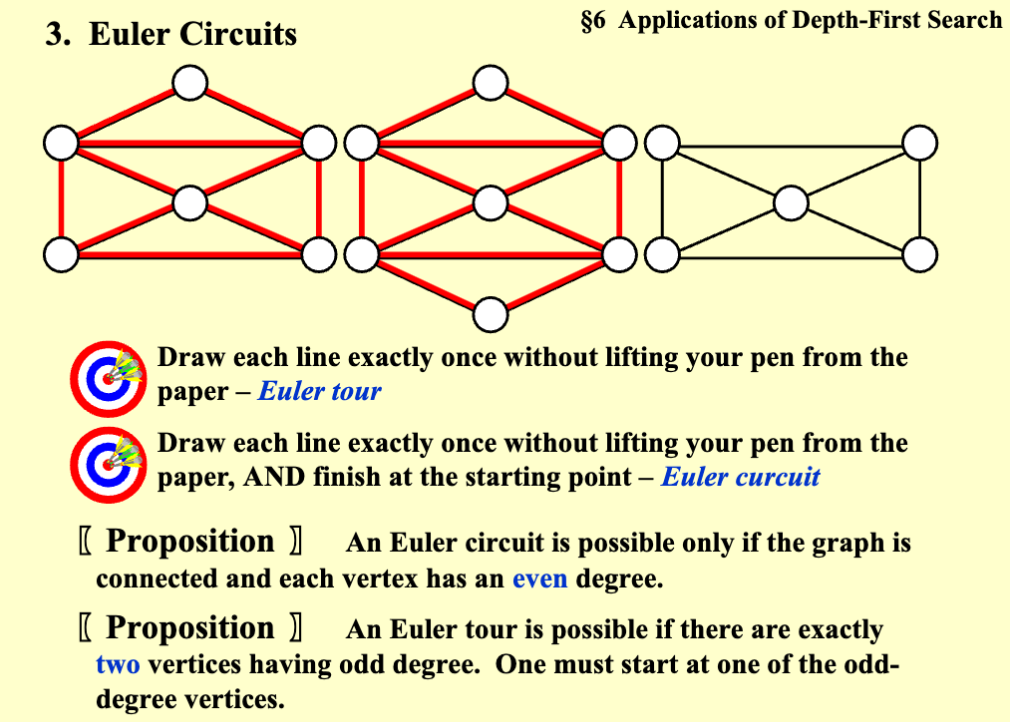 3. Euler Circuits
§6 Applications of Depth-First Search
Draw each line exactly once without lifting your pen from the
paper – Euler tour
Draw each line exactly once without lifting your pen from the
paper, AND finish at the starting point – Euler curcuit
〖 Proposition 〗 An Euler circuit is possible only if the graph is
connected and each vertex has an even degree.
〖 Proposition 〗 An Euler tour is possible if there are exactly
two vertices having odd degree. One must start at one of the odd-
degree vertices.